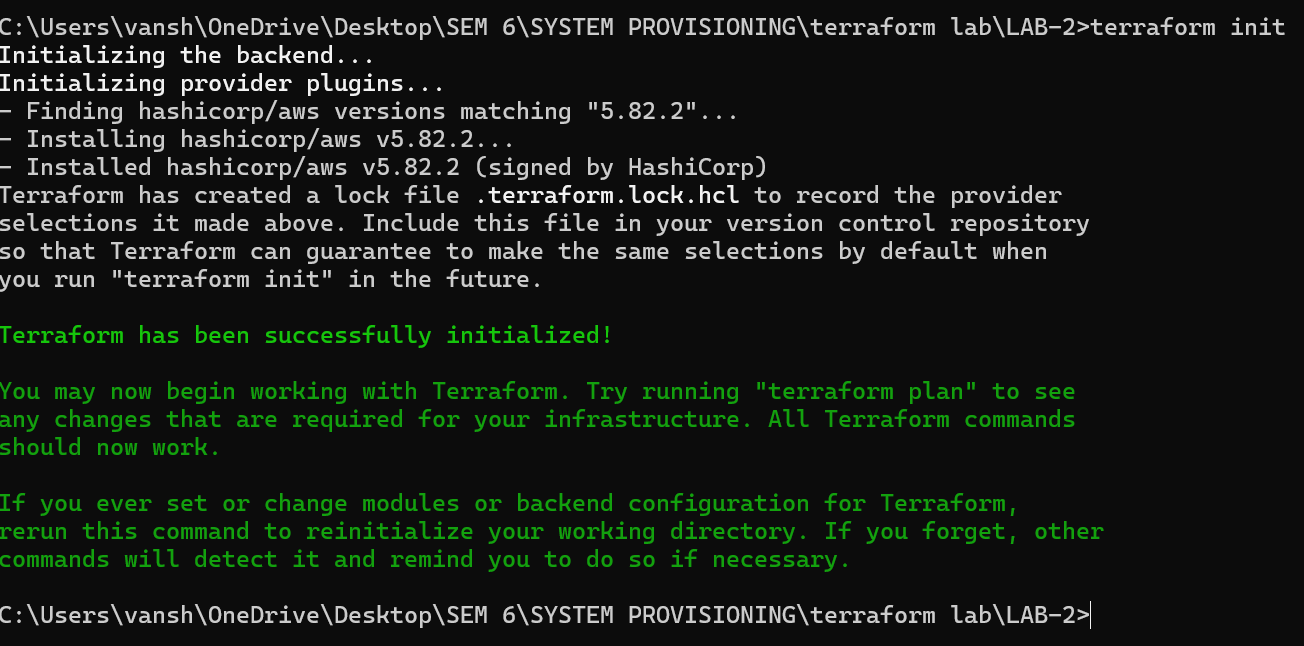 C:\Users\vansh\OneDrive\Desktop\SEM 6\SYSTEM PROVISIONING\terraform lab\LAB-2>terraform init
Initializing the backend...
Initializing provider plugins...
- Finding hashicorp/aws versions matching "5.82.2"...
- Installing hashicorp/aws v5.82.2...
- Installed hashicorp/aws v5.82.2 (signed by HashiCorp)
Terraform has created a lock file .terraform.lock.hcl to record the provider
selections it made above. Include this file in your version control repository
so that Terraform can guarantee to make the same selections by default when
you run "terraform init" in the future.
Terraform has been successfully initialized!
You may now begin working with Terraform. Try running "terraform plan" to see
any changes that are required for your infrastructure. All Terraform commands
should now work.
If you ever set or change modules or backend configuration for Terraform,
rerun this command to reinitialize your working directory. If you forget, other
commands will detect it and remind you to do so if necessary.
C:\Users\vansh\OneDrive\Desktop\SEM 6\SYSTEM PROVISIONING\terraform lab\LAB-2>